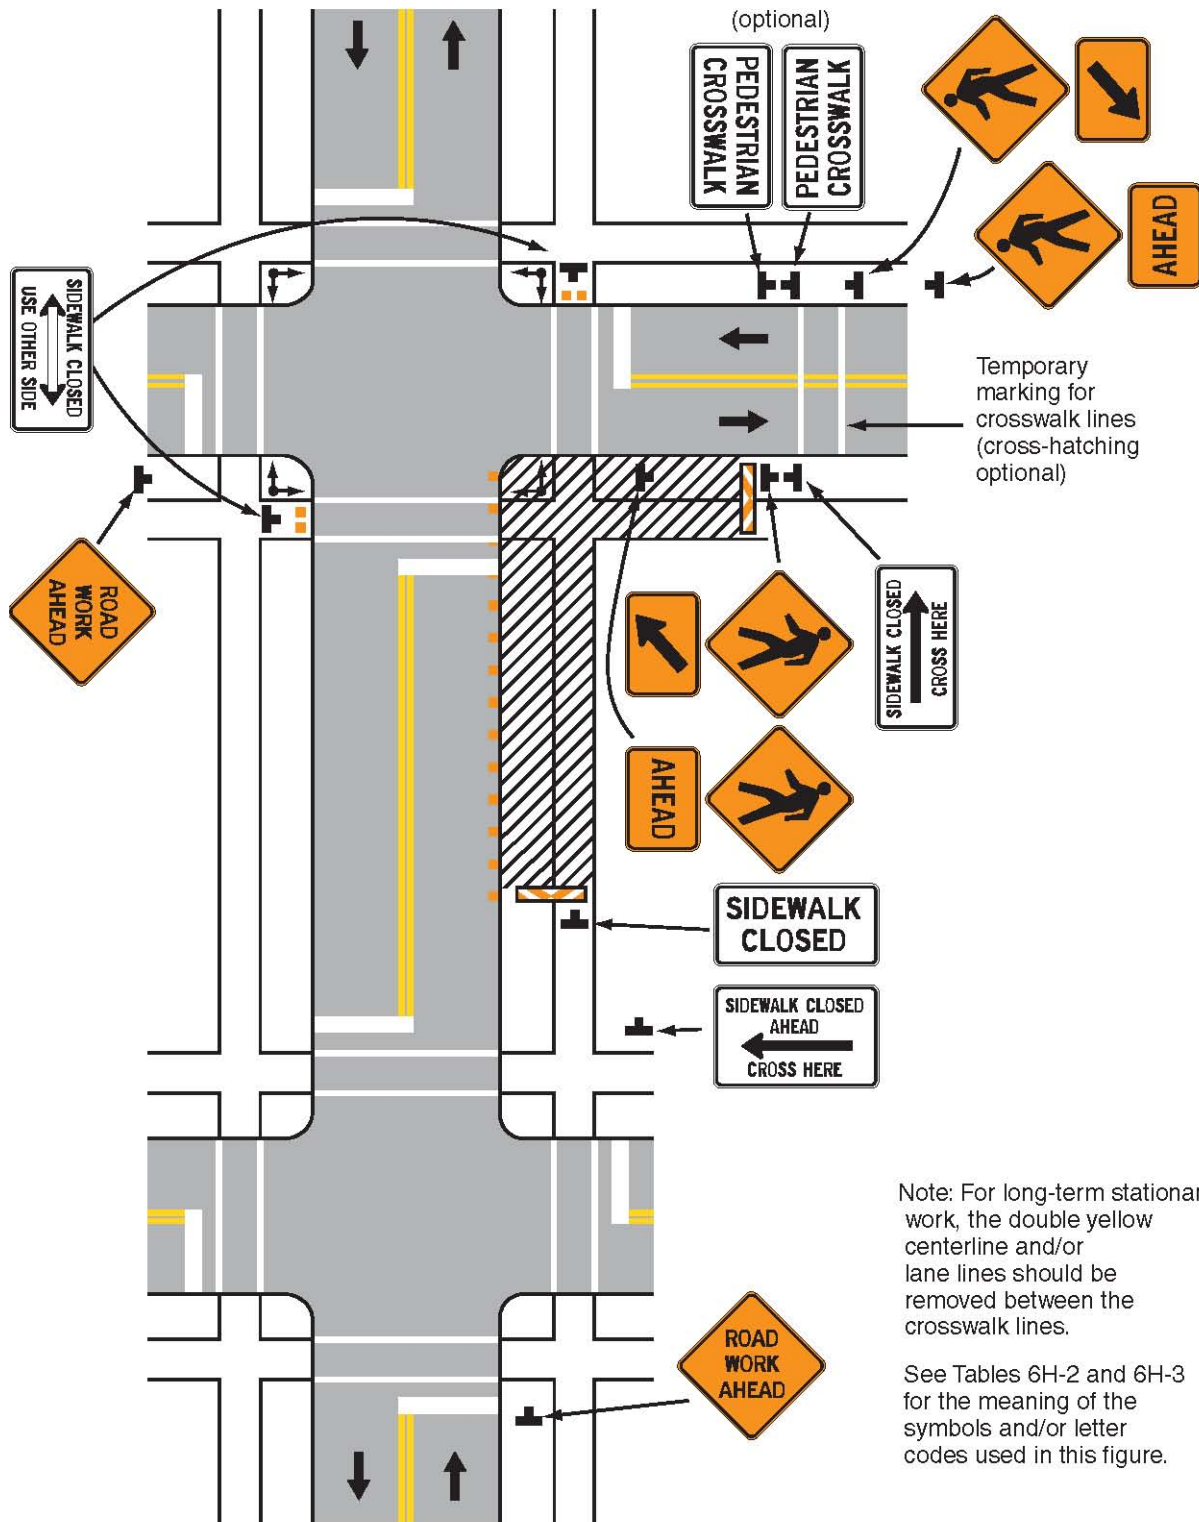 (optional)
PEDESTRIAN
CROSSWALK
PEDESTRIAN
CROSSWALK
AHEAD
SIDEWALK CLOSED
USE OTHER SIDE
Temporary
marking for
crosswalk lines
(cross-hatching
optional)
ROAD
WORK
AHEAD
SIDEWALK CLOSED
CROSS HERE
AHEAD
SIDEWALK
CLOSED
SIDEWALK CLOSED
AHEAD
CROSS HERE
Note: For long-term stationar
work, the double yellow
centerline and/or
lane lines should be
removed between the
crosswalk lines.
ROAD
WORK
AHEAD
See Tables 6H-2 and 6H-3
for the meaning of the
symbols and/or letter
codes used in this figure.